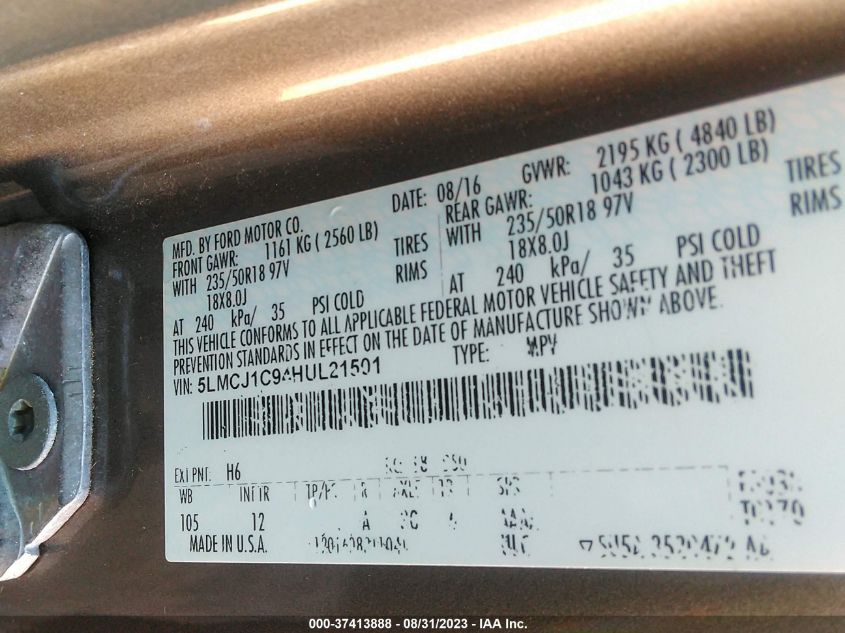 MFD. BY FORD MOTOR CO. DATE: 08/16 GVWR: 2195 KG ( 4840 LB)
FRONT GAWR: 1161 KG ( 2560 LB) REAR GAWR: 1043 KG ( 2300 LB)
WITH 235/50R18 97V TIRES WITH 235/50R18 97V TIRES
18X8.0J RIMS 18X8.0J RIMS
AT 240 kPa/ 35 PSI COLD AT 240 kPa/ 35 PSI COLD
THIS VEHICLE CONFORMS TO ALL APPLICABLE FEDERAL MOTOR VEHICLE SAFETY AND THEFT
PREVENTION STANDARDS IN EFFECT ON THE DATE OF MANUFACTURE SHOWN ABOVE.
VIN: 5LMCJ1C94HUL21501 TYPE: MPV
EXT PNT: H6
WB INT TR
105 12 A
MADE IN U.S.A.
000-37413888 - 08/31/2023 - IAA Inc.